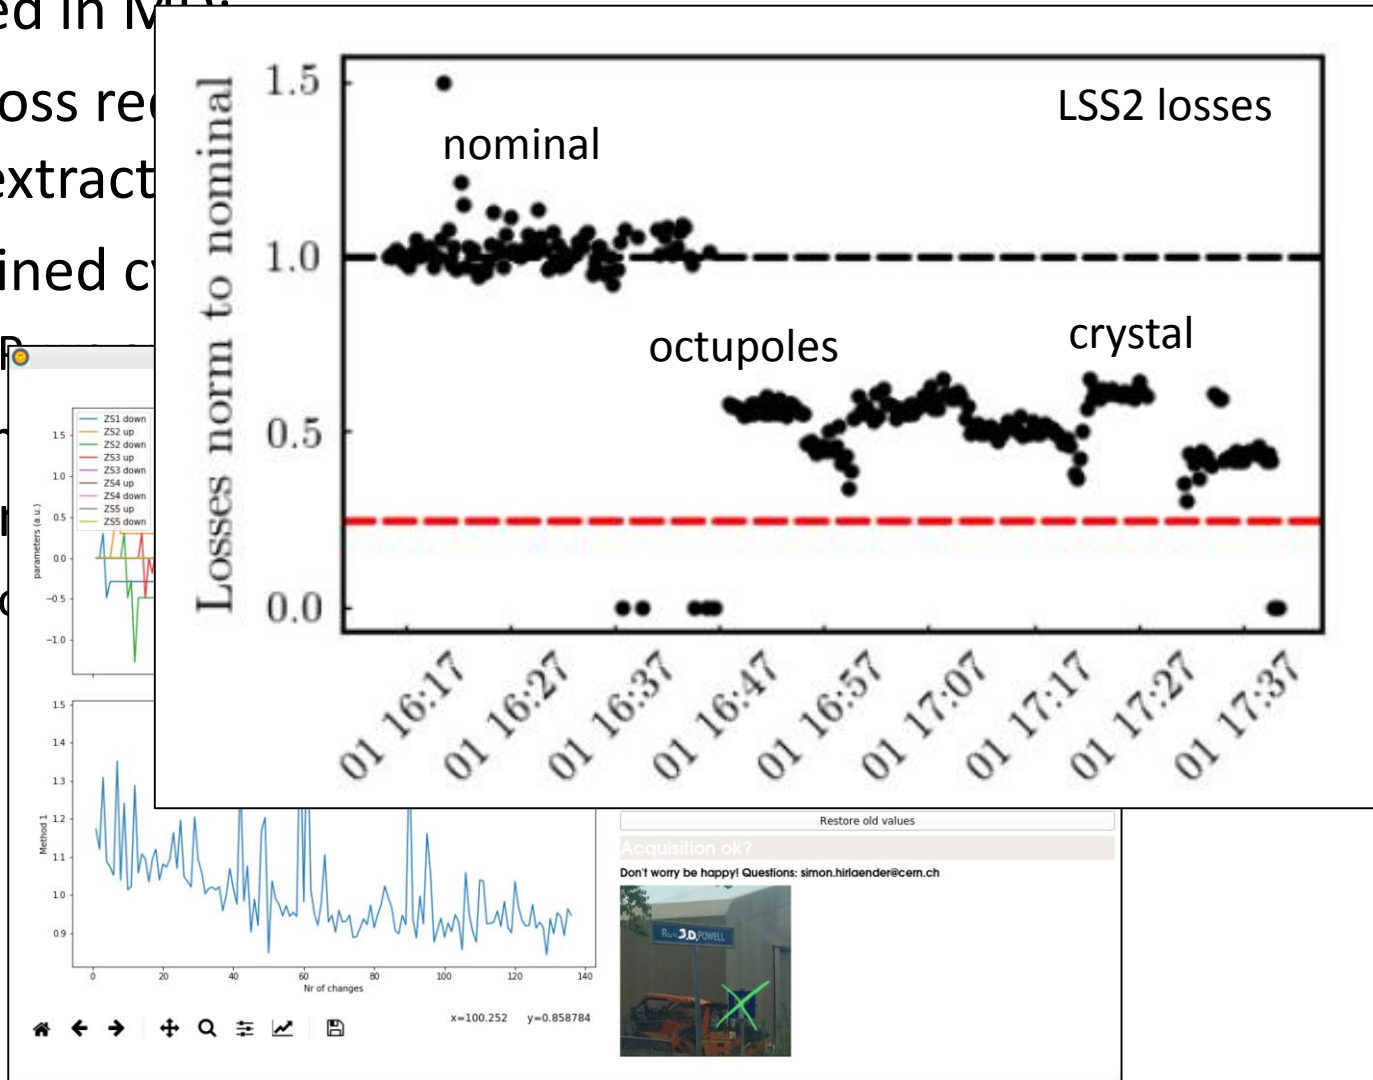 ed in MD:
oss rec
extract
ined c
LSS2 losses
nominal
octupoles
crystal
Losses norm to nominal
1.5
1.0
0.5
0.0
01 16:17
01 16:27
01 16:37
01 16:47
01 16:57
01 17:07
01 17:17
01 17:27
01 17:37
ZS1 down
ZS2 up
ZS2 down
ZS3 up
ZS3 down
ZS4 up
ZS4 down
ZS5 up
ZS5 down
parameters (a.u.)
1.5
1.0
0.5
0.0
−0.5
−1.0
Method 1
1.5
1.4
1.3
1.2
1.1
1.0
0.9
0 20 40 60 80 100 120 140
Nr of changes
x=100.252 y=0.858784
Restore old values
Acquisition ok?
Don't worry be happy! Questions: simon.hirlaender@cern.ch
Route J.D. POWELL